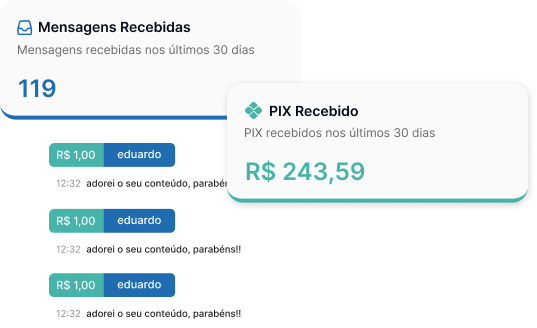 Mensagens Recebidas
Mensagens recebidas nos últimos 30 dias
119
PIX Recebido
PIX recebidos nos últimos 30 dias
R$ 243,59
R$ 1,00 eduardo
12:32 adorei o seu conteúdo, parabén
R$ 1,00 eduardo
12:32 adorei o seu conteúdo, parabéns!!
R$ 1,00 eduardo
12:32 adorei o seu conteúdo, parabéns!!